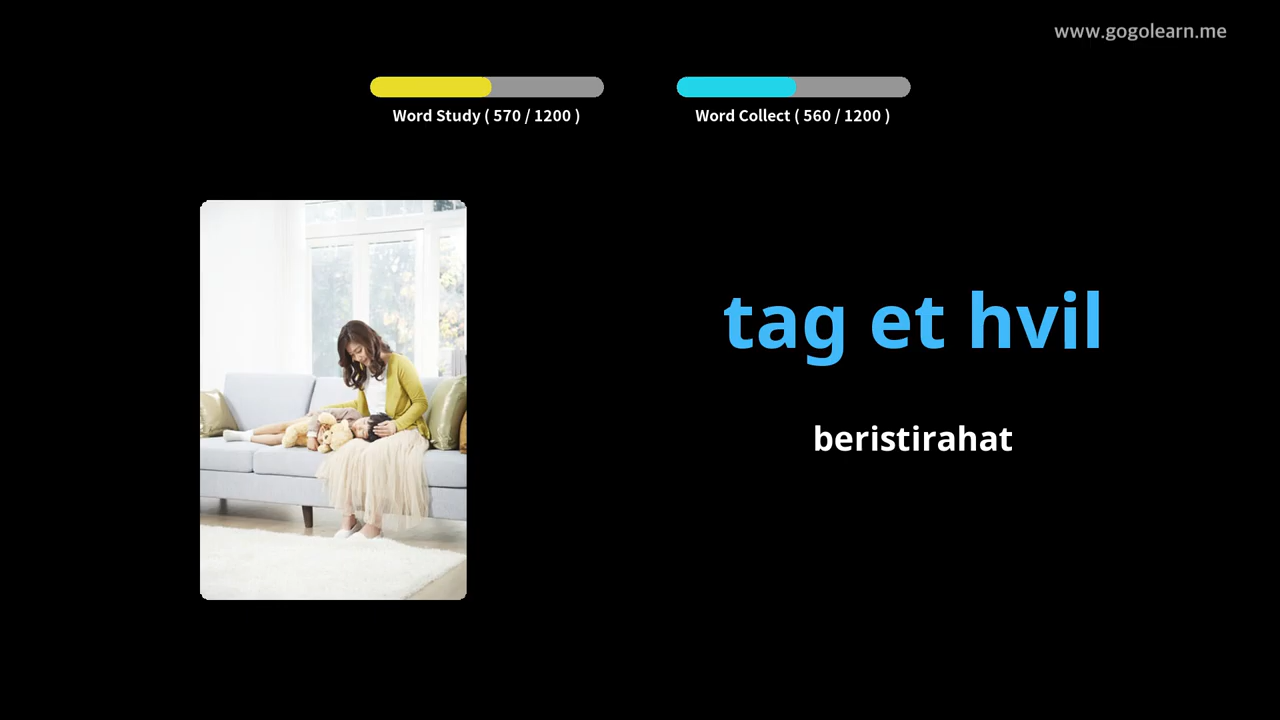 www.gogolearn.me
Word Study ( 570 / 1200 )
Word Collect ( 560 / 1200 )
tag et hvil
beristirahat